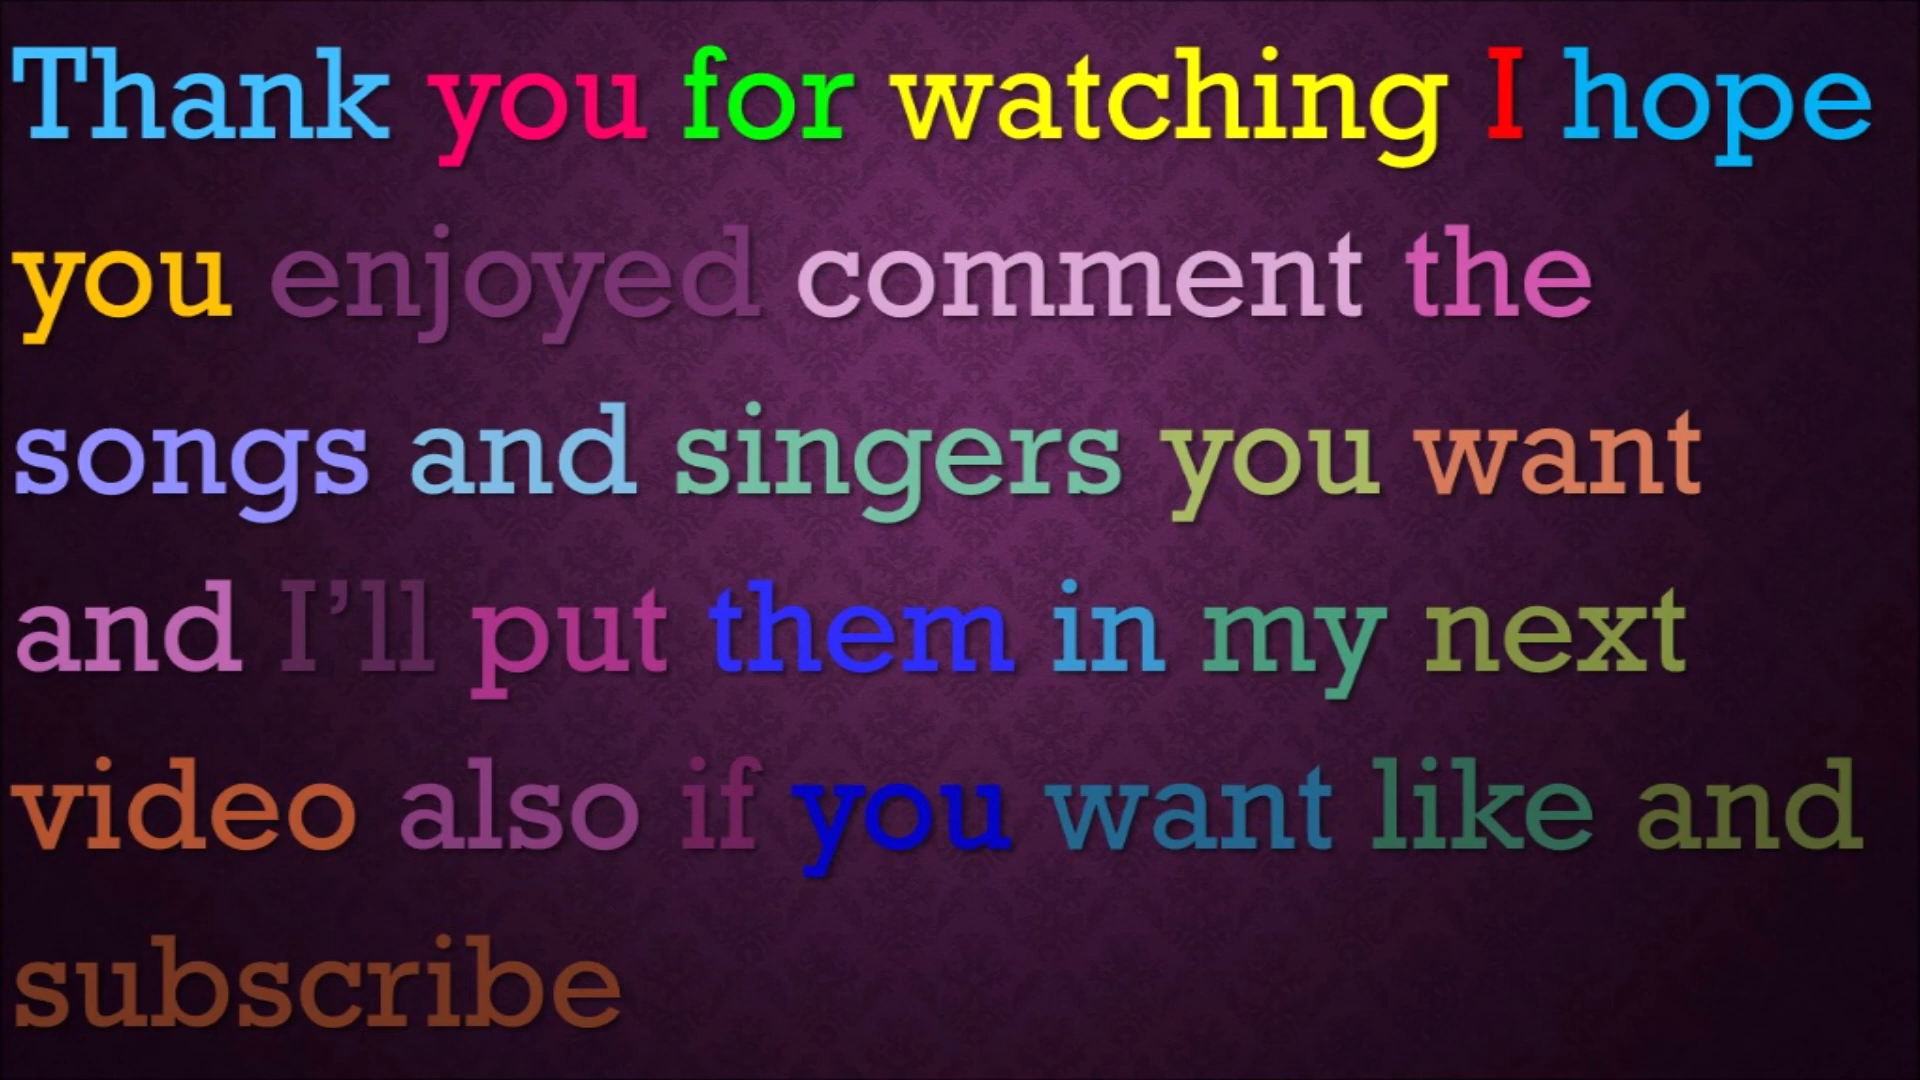 Thank you for watching I hope
you enjoyed comment the
songs and singers you want
and I’ll put them in my next
video also if you want like and
subscribe